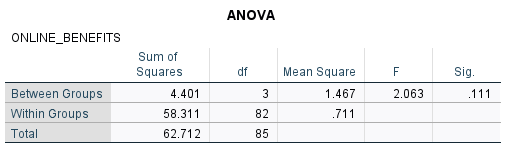 ANOVA
ONLINE_BENEFITS
Sum of Squares df Mean Square F Sig.
Between Groups 4.401 3 1.467 2.063 .111
Within Groups 58.311 82 .711
Total 62.712 85